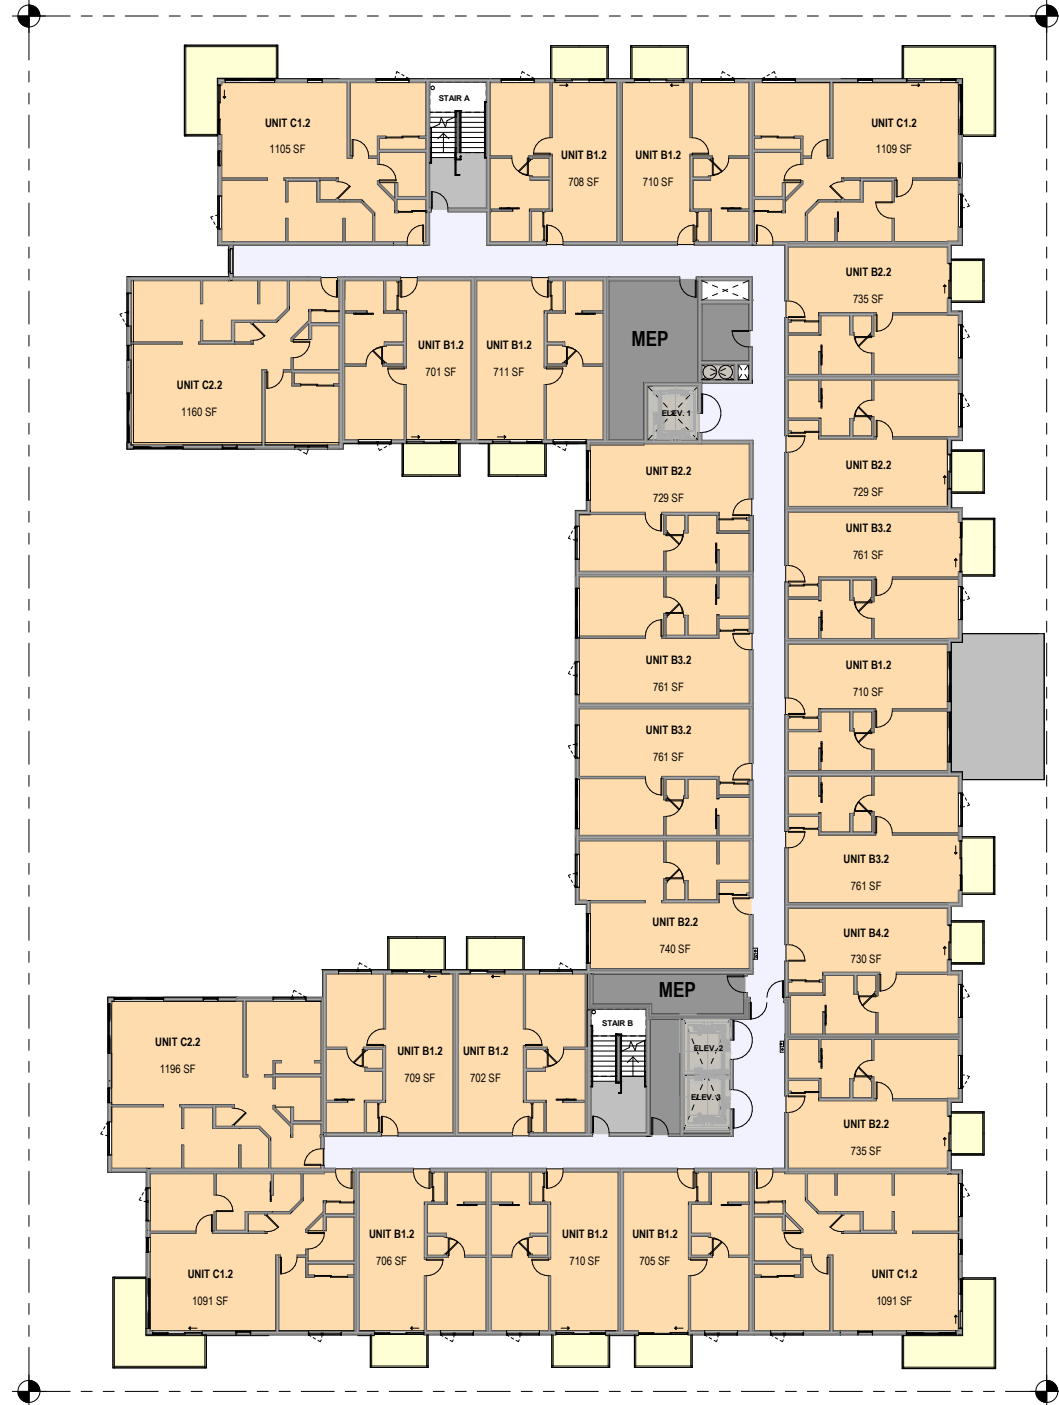 STAIR A
UNIT C1.2
1105 SF
UNIT B1.2
708 SF
UNIT B1.2
710 SF
UNIT C1.2
1109 SF
UNIT B2.2
735 SF
UNIT C2.2
1160 SF
UNIT B1.2
701 SF
UNIT B1.2
711 SF
MEP
ELEV. 1
UNIT B2.2
729 SF
UNIT B2.2
729 SF
UNIT B3.2
761 SF
UNIT B3.2
761 SF
UNIT B1.2
710 SF
UNIT B3.2
761 SF
UNIT B3.2
761 SF
UNIT B2.2
740 SF
UNIT B4.2
730 SF
MEP
STAIR B
ELEV. 2
ELEV. 3
UNIT C2.2
1196 SF
UNIT B1.2
709 SF
UNIT B1.2
702 SF
UNIT B2.2
735 SF
UNIT C1.2
1091 SF
UNIT B1.2
706 SF
UNIT B1.2
710 SF
UNIT B1.2
705 SF
UNIT C1.2
1091 SF